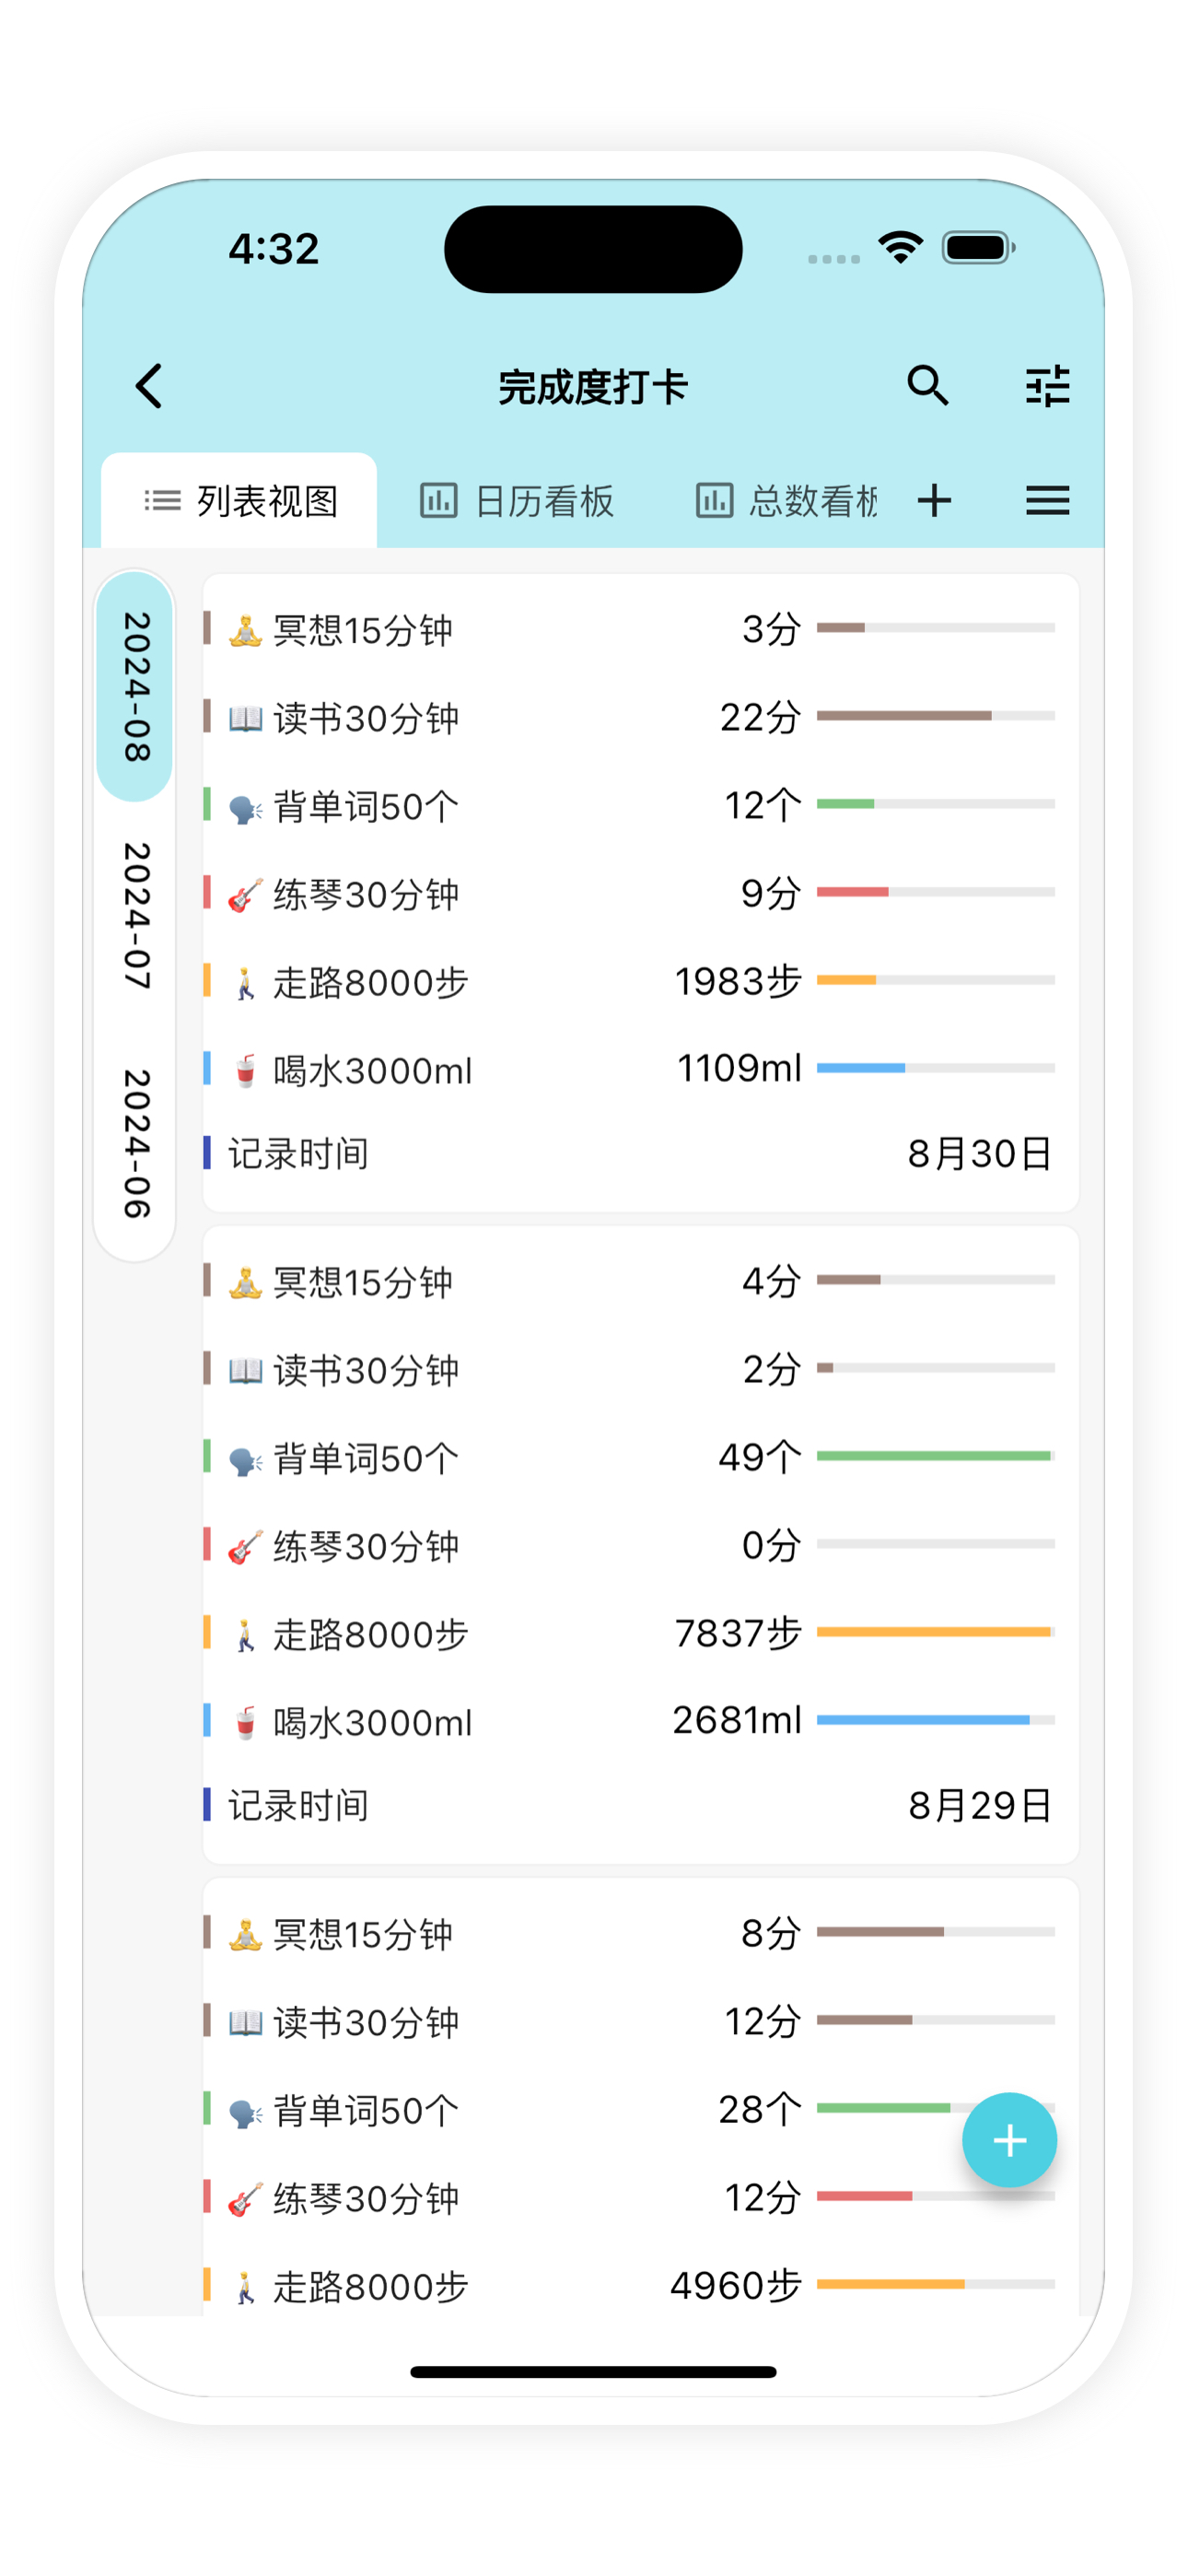 4:32
完成度打卡
列表视图 日历看板 总数看板
2024-08
2024-07
2024-06
🧘 冥想15分钟 3分
📖 读书30分钟 22分
🗣️ 背单词50个 12个
🎸 练琴30分钟 9分
🚶 走路8000步 1983步
🥤 喝水3000ml 1109ml
记录时间 8月30日
🧘 冥想15分钟 4分
📖 读书30分钟 2分
🗣️ 背单词50个 49个
🎸 练琴30分钟 0分
🚶 走路8000步 7837步
🥤 喝水3000ml 2681ml
记录时间 8月29日
🧘 冥想15分钟 8分
📖 读书30分钟 12分
🗣️ 背单词50个 28个
🎸 练琴30分钟 12分
🚶 走路8000步 4960步